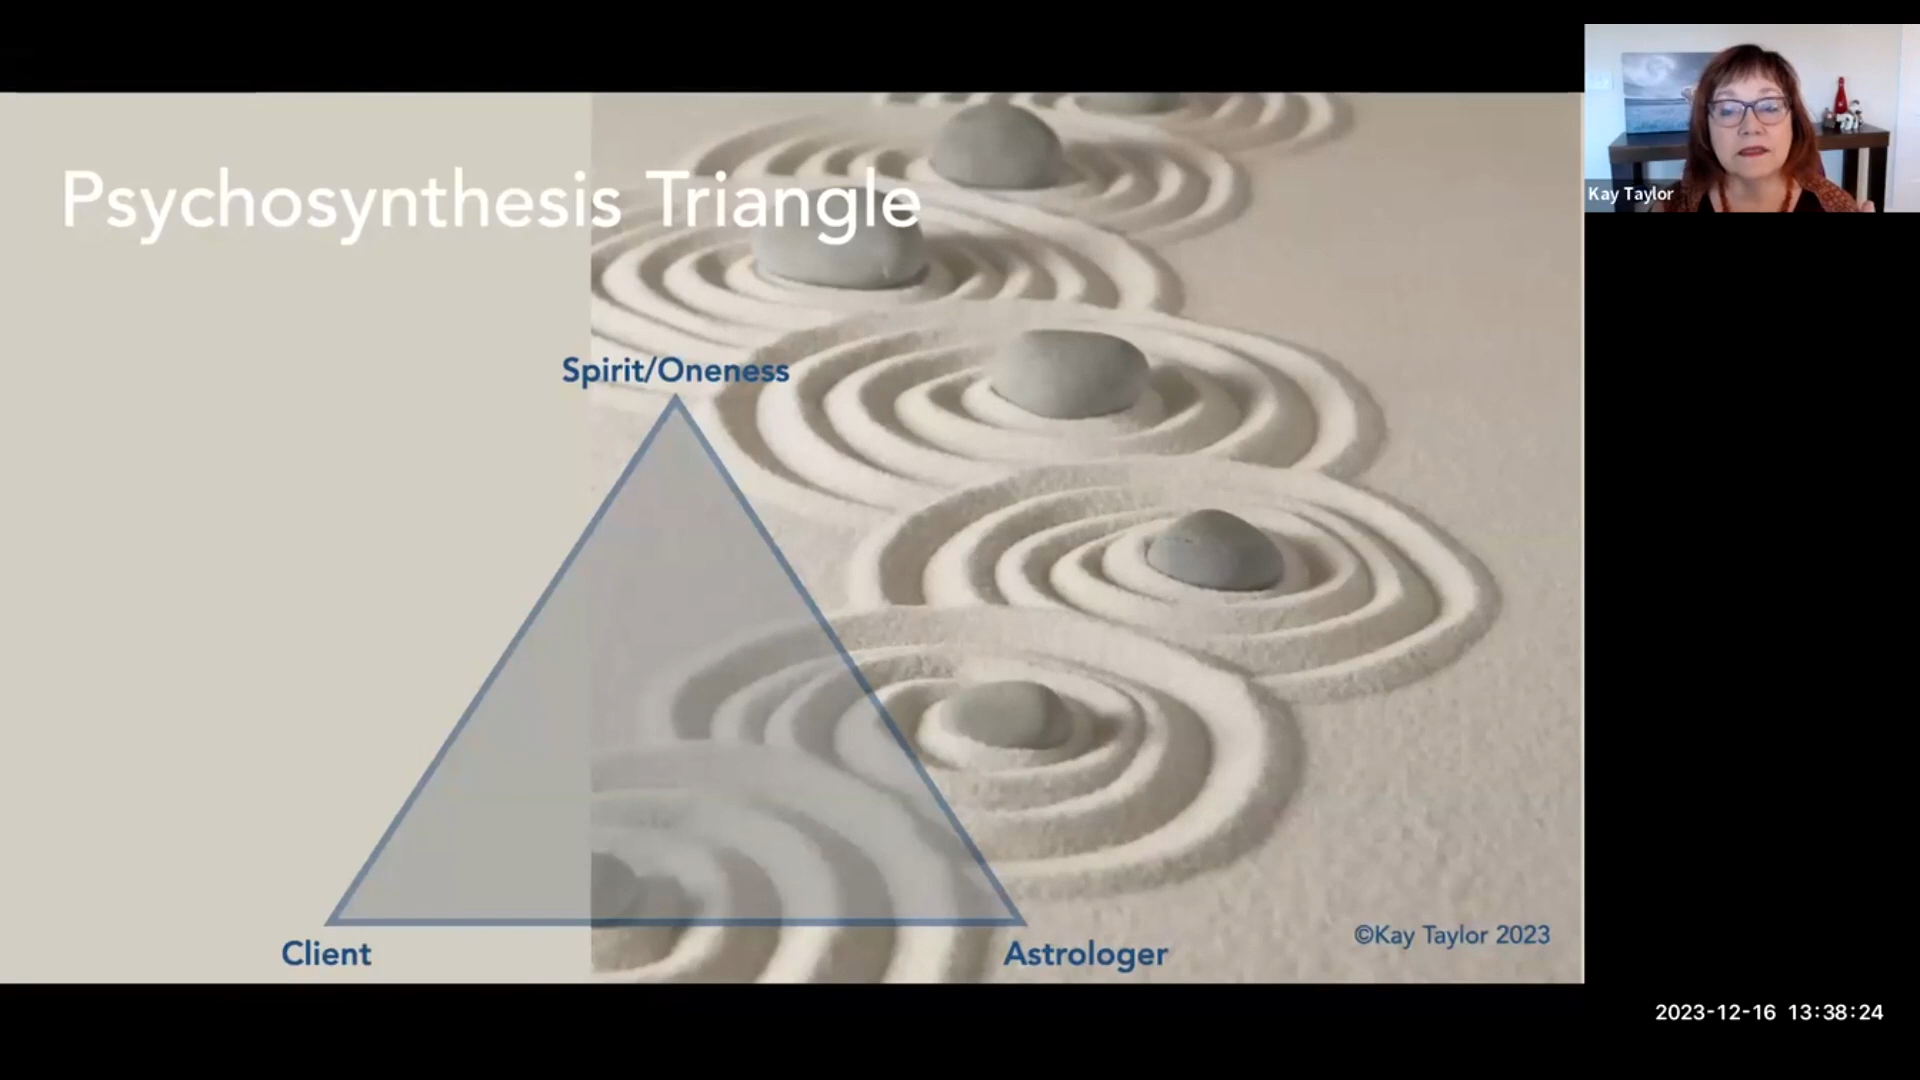 Psychosynthesis Triangle
Kay Taylor
Spirit/Oneness
Client
Astrologer
©Kay Taylor 2023
2023-12-16 13:38:24